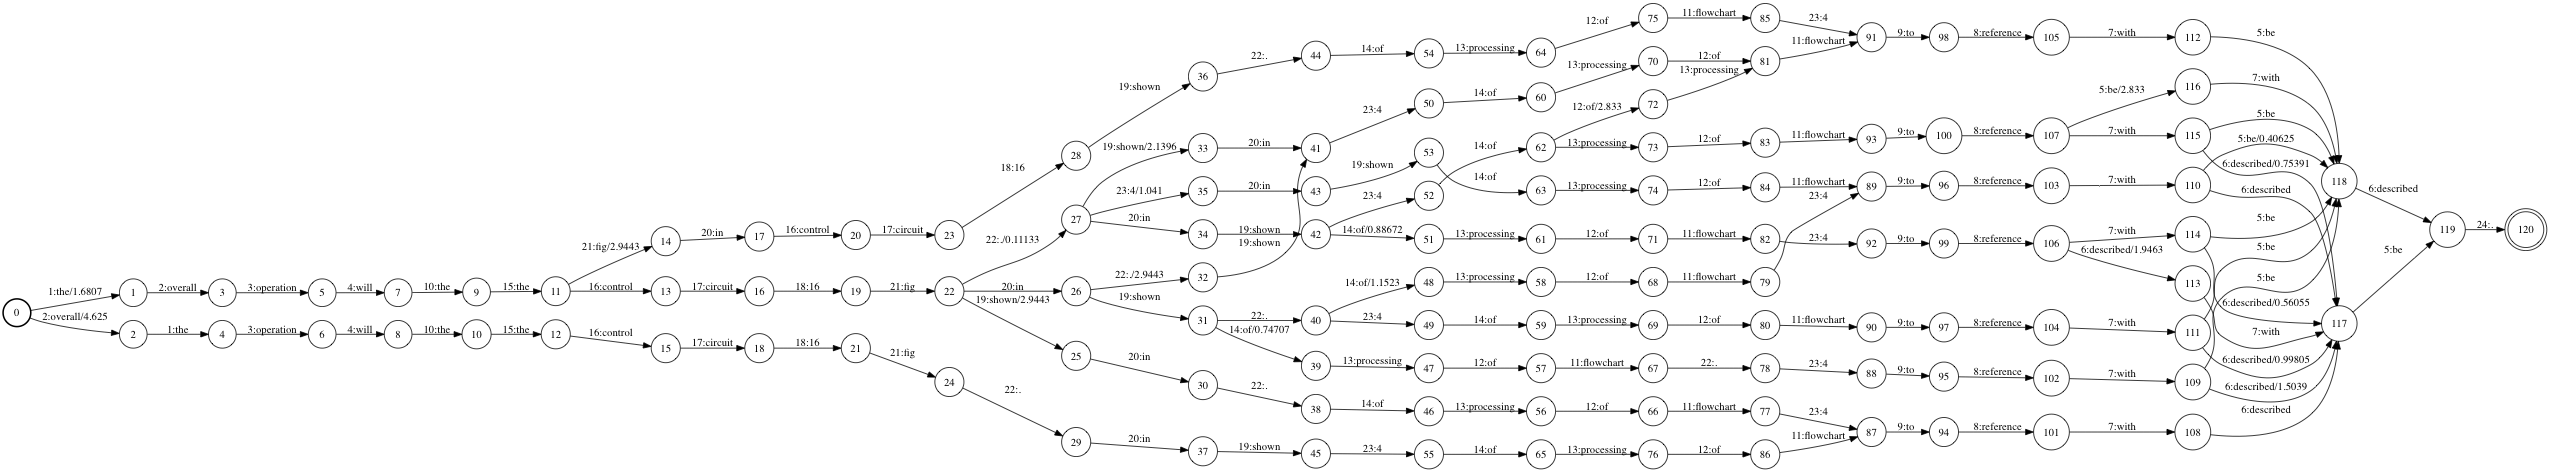 0 1:the/1.6807 1 2:overall 3 3:operation 5 4:will 7 10:the 9 15:the 11
2:overall/4.625 2 1:the 4 3:operation 6 4:will 8 10:the 10 15:the 12
21:fig/2.9443 14 20:in 17 16:control 20 17:circuit 23 18:16 28 19:shown 36 22:. 44 14:of 54 13:processing 64 12:of 75 11:flowchart 85 23:4 91 9:to 98 8:reference 105 7:with 112 5:be
16:control 13 17:circuit 16 18:16 19 21:fig 22
16:control 15 17:circuit 18 18:16 21 21:fig 24 22:. 29 20:in 37 19:shown 45 23:4 55 14:of 65 13:processing 76 12:of 86 11:flowchart
22:./0.11133 27 19:shown/2.1396 33 20:in 41 23:4 50 14:of 60 13:processing 70 12:of 81 11:flowchart
13:processing
12:of/2.833 72
23:4/1.041 35 20:in 43 19:shown 53 14:of 63 13:processing 74 12:of 84 11:flowchart 89 9:to 96 8:reference 103 7:with 110 5:be/0.40625
6:described
20:in 34 19:shown 42 23:4 52 14:of 62 13:processing 73 12:of 83 11:flowchart 93 9:to 100 8:reference 107 5:be/2.833 116 7:with
7:with 115 5:be
6:described/0.75391
14:of/0.88672 51 13:processing 61 12:of 71 11:flowchart 82 23:4 92 9:to 99 8:reference 106 7:with 114 5:be
6:described/0.56055
6:described/1.9463 113 7:with
5:be
20:in 26 22:./2.9443 32 19:shown
19:shown 31 22:. 40 14:of/1.1523 48 13:processing 58 12:of 68 11:flowchart 79 23:4
23:4 49 14:of 59 13:processing 69 12:of 80 11:flowchart 90 9:to 97 8:reference 104 7:with 111 5:be
6:described/0.99805
14:of/0.74707 39 13:processing 47 12:of 57 11:flowchart 67 22:. 78 23:4 88 9:to 95 8:reference 102 7:with 109
6:described/1.5039
19:shown/2.9443 25 20:in 30 22:. 38 14:of 46 13:processing 56 12:of 66 11:flowchart 77 23:4 87 9:to 94 8:reference 101 7:with 108 6:described
118 6:described 119 24:. 120
117 5:be